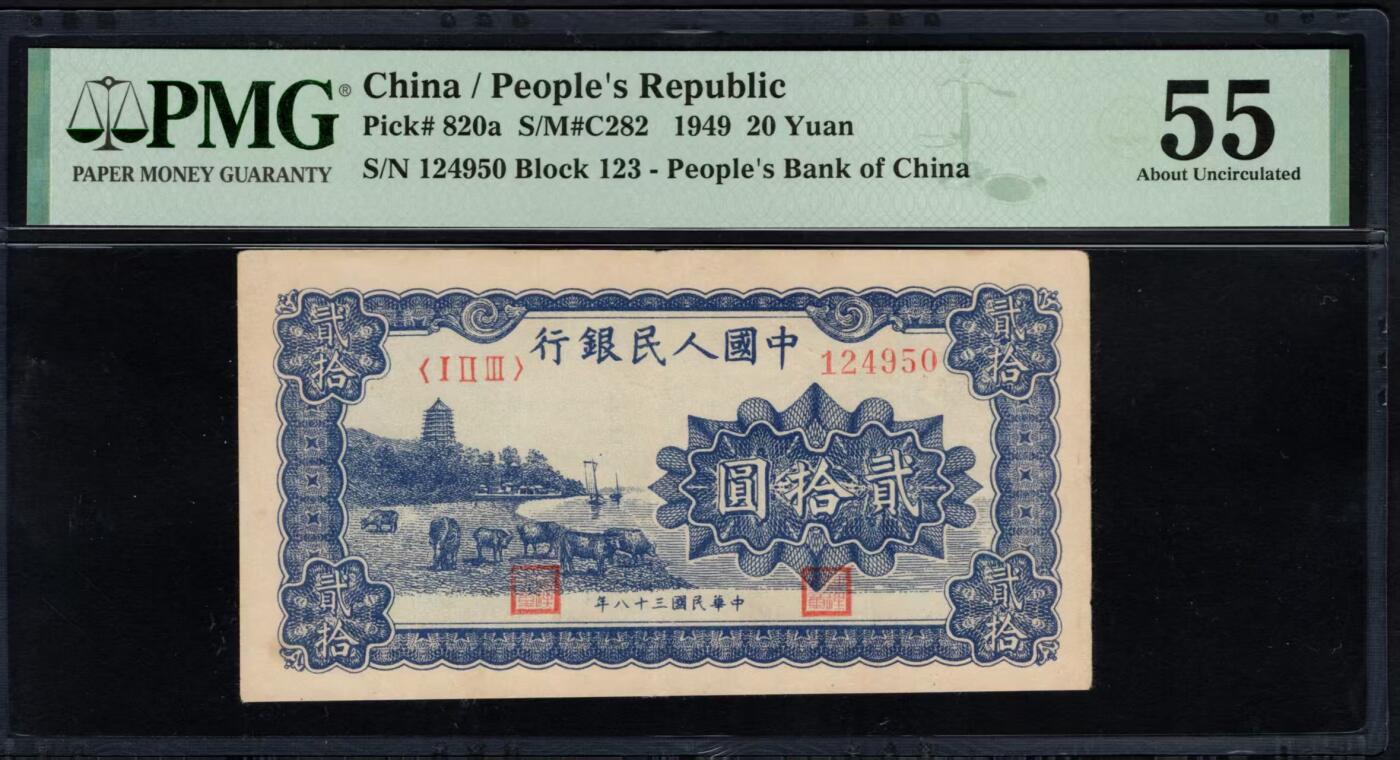 PMG®
PAPER MONEY GUARANTY
China / People's Republic
Pick# 820a S/M#C282 1949 20 Yuan
S/N 124950 Block 123 - People's Bank of China
55
About Uncirculated
貳拾
貳拾
行銀民人國中
〈I II III〉
124950
圓拾貳
年八十三國民華中
貳拾
貳拾